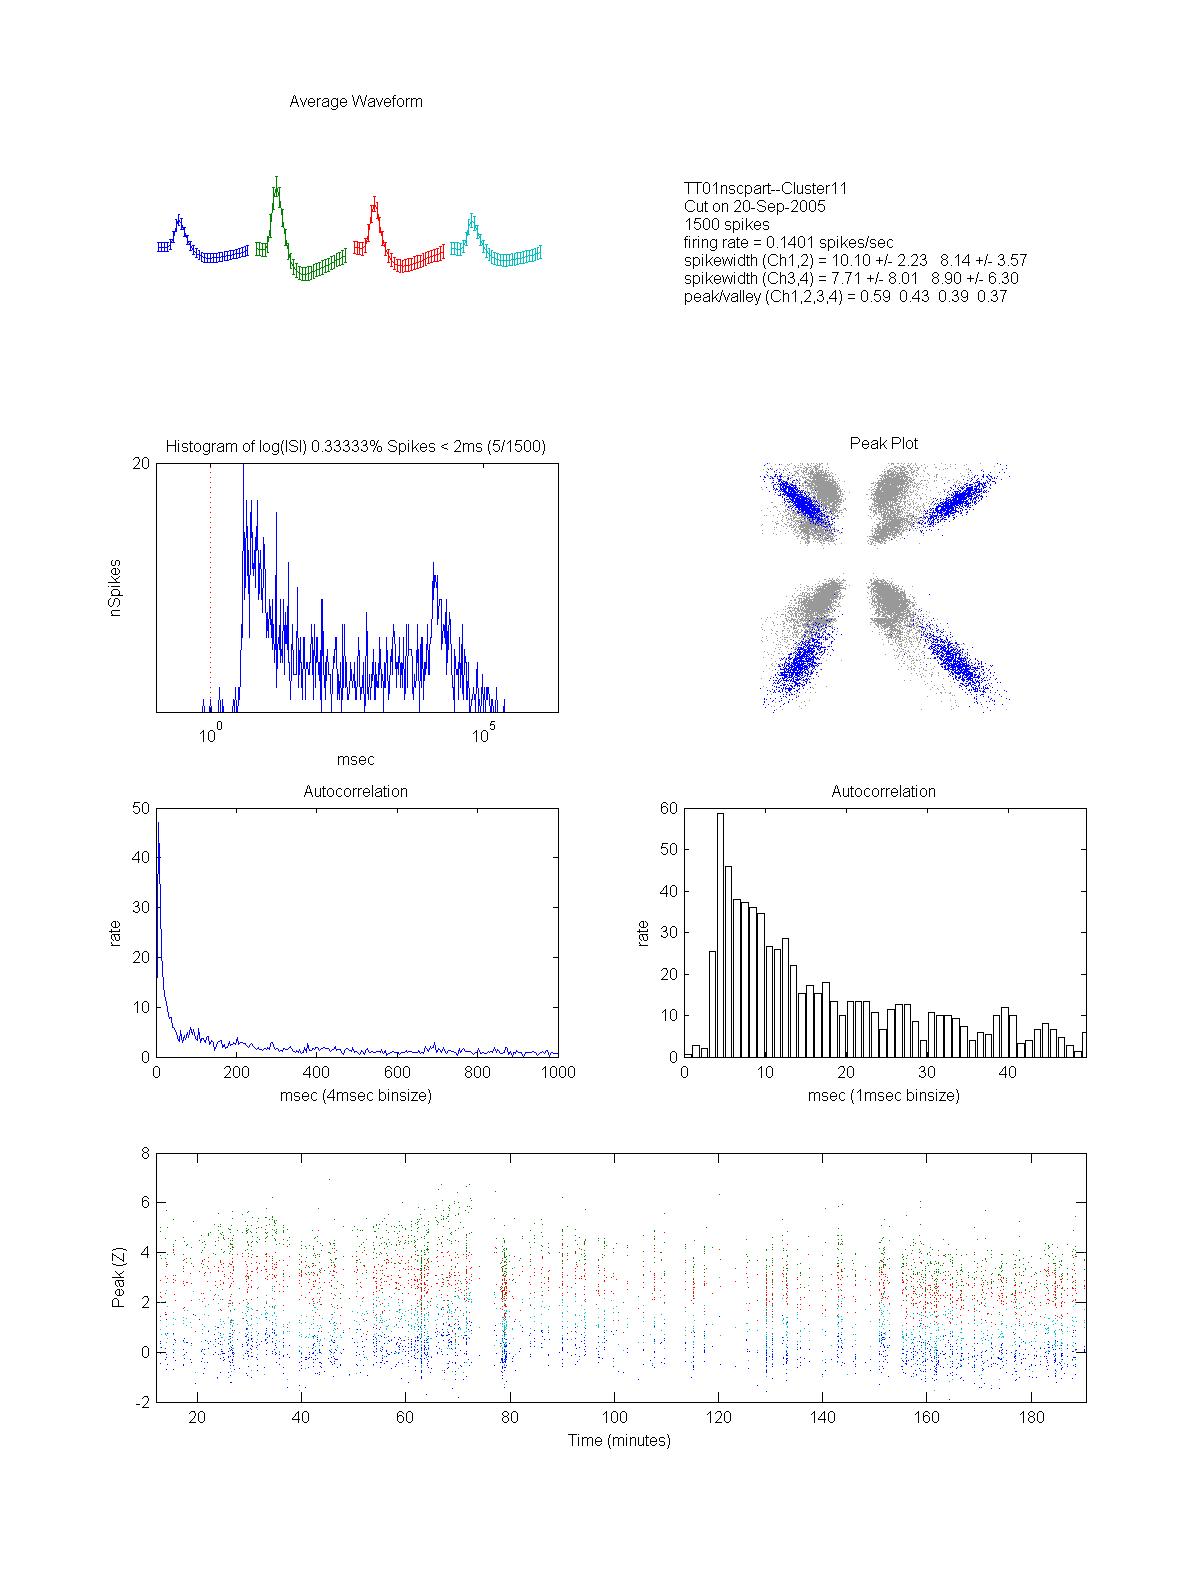 Average Waveform
TT01nscpart--Cluster11
Cut on 20-Sep-2005
1500 spikes
firing rate = 0.1401 spikes/sec
spikewidth (Ch1,2) = 10.10 +/- 2.23   8.14 +/- 3.57
spikewidth (Ch3,4) = 7.71 +/- 8.01   8.90 +/- 6.30
peak/valley (Ch1,2,3,4) = 0.59  0.43  0.39  0.37
Histogram of log(ISI) 0.33333% Spikes < 2ms (5/1500)
20
nSpikes
10^0 10^5
msec
Peak Plot
Autocorrelation
50
40
30
20
10
0
rate
0 200 400 600 800 1000
msec (4msec binsize)
Autocorrelation
60
50
40
30
20
10
0
rate
0 10 20 30 40
msec (1msec binsize)
8
6
4
2
0
-2
Peak (Z)
20 40 60 80 100 120 140 160 180
Time (minutes)